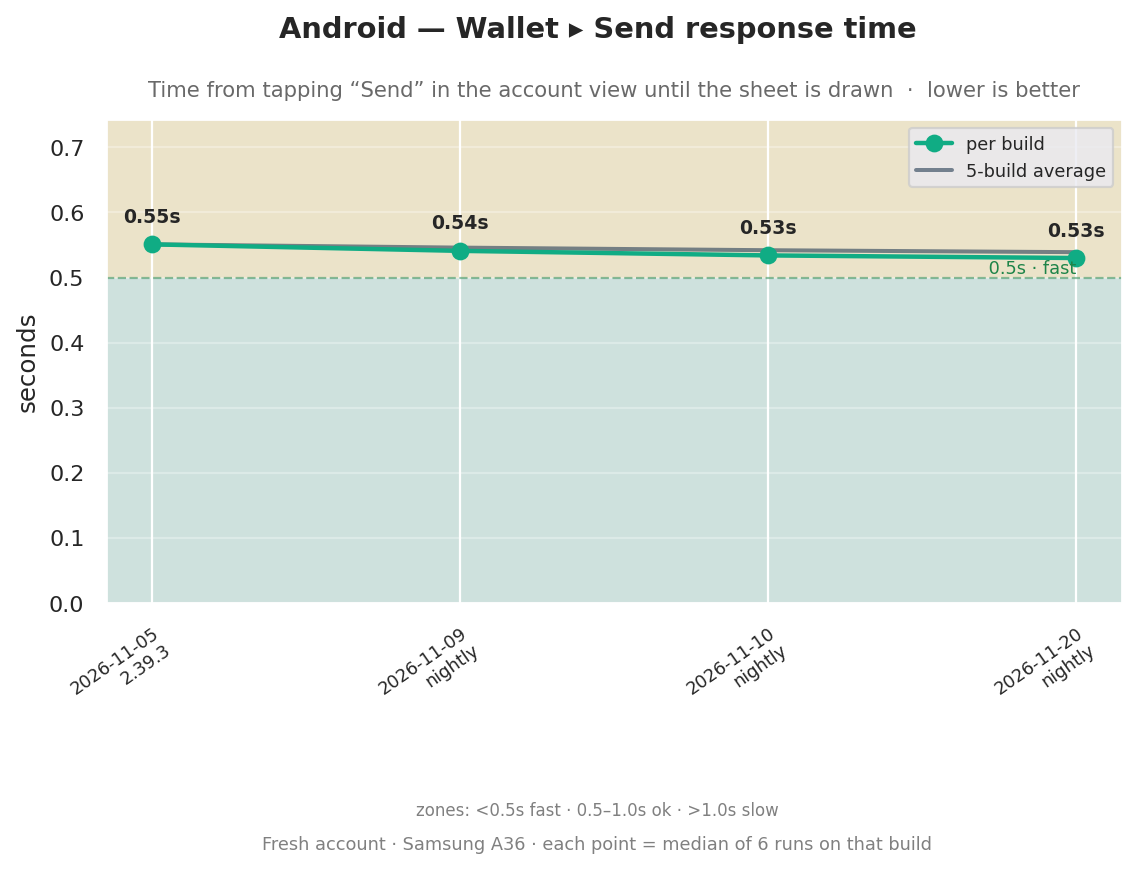 Android — Wallet ▸ Send response time
Time from tapping “Send” in the account view until the sheet is drawn · lower is better
per build
5-build average
0.7
0.6
0.5
0.4
0.3
0.2
0.1
0.0
seconds
0.55s
0.54s
0.53s
0.53s
0.5s · fast
2026-11-05
2.39.3
2026-11-09
nightly
2026-11-10
nightly
2026-11-20
nightly
zones: <0.5s fast · 0.5–1.0s ok · >1.0s slow
Fresh account · Samsung A36 · each point = median of 6 runs on that build